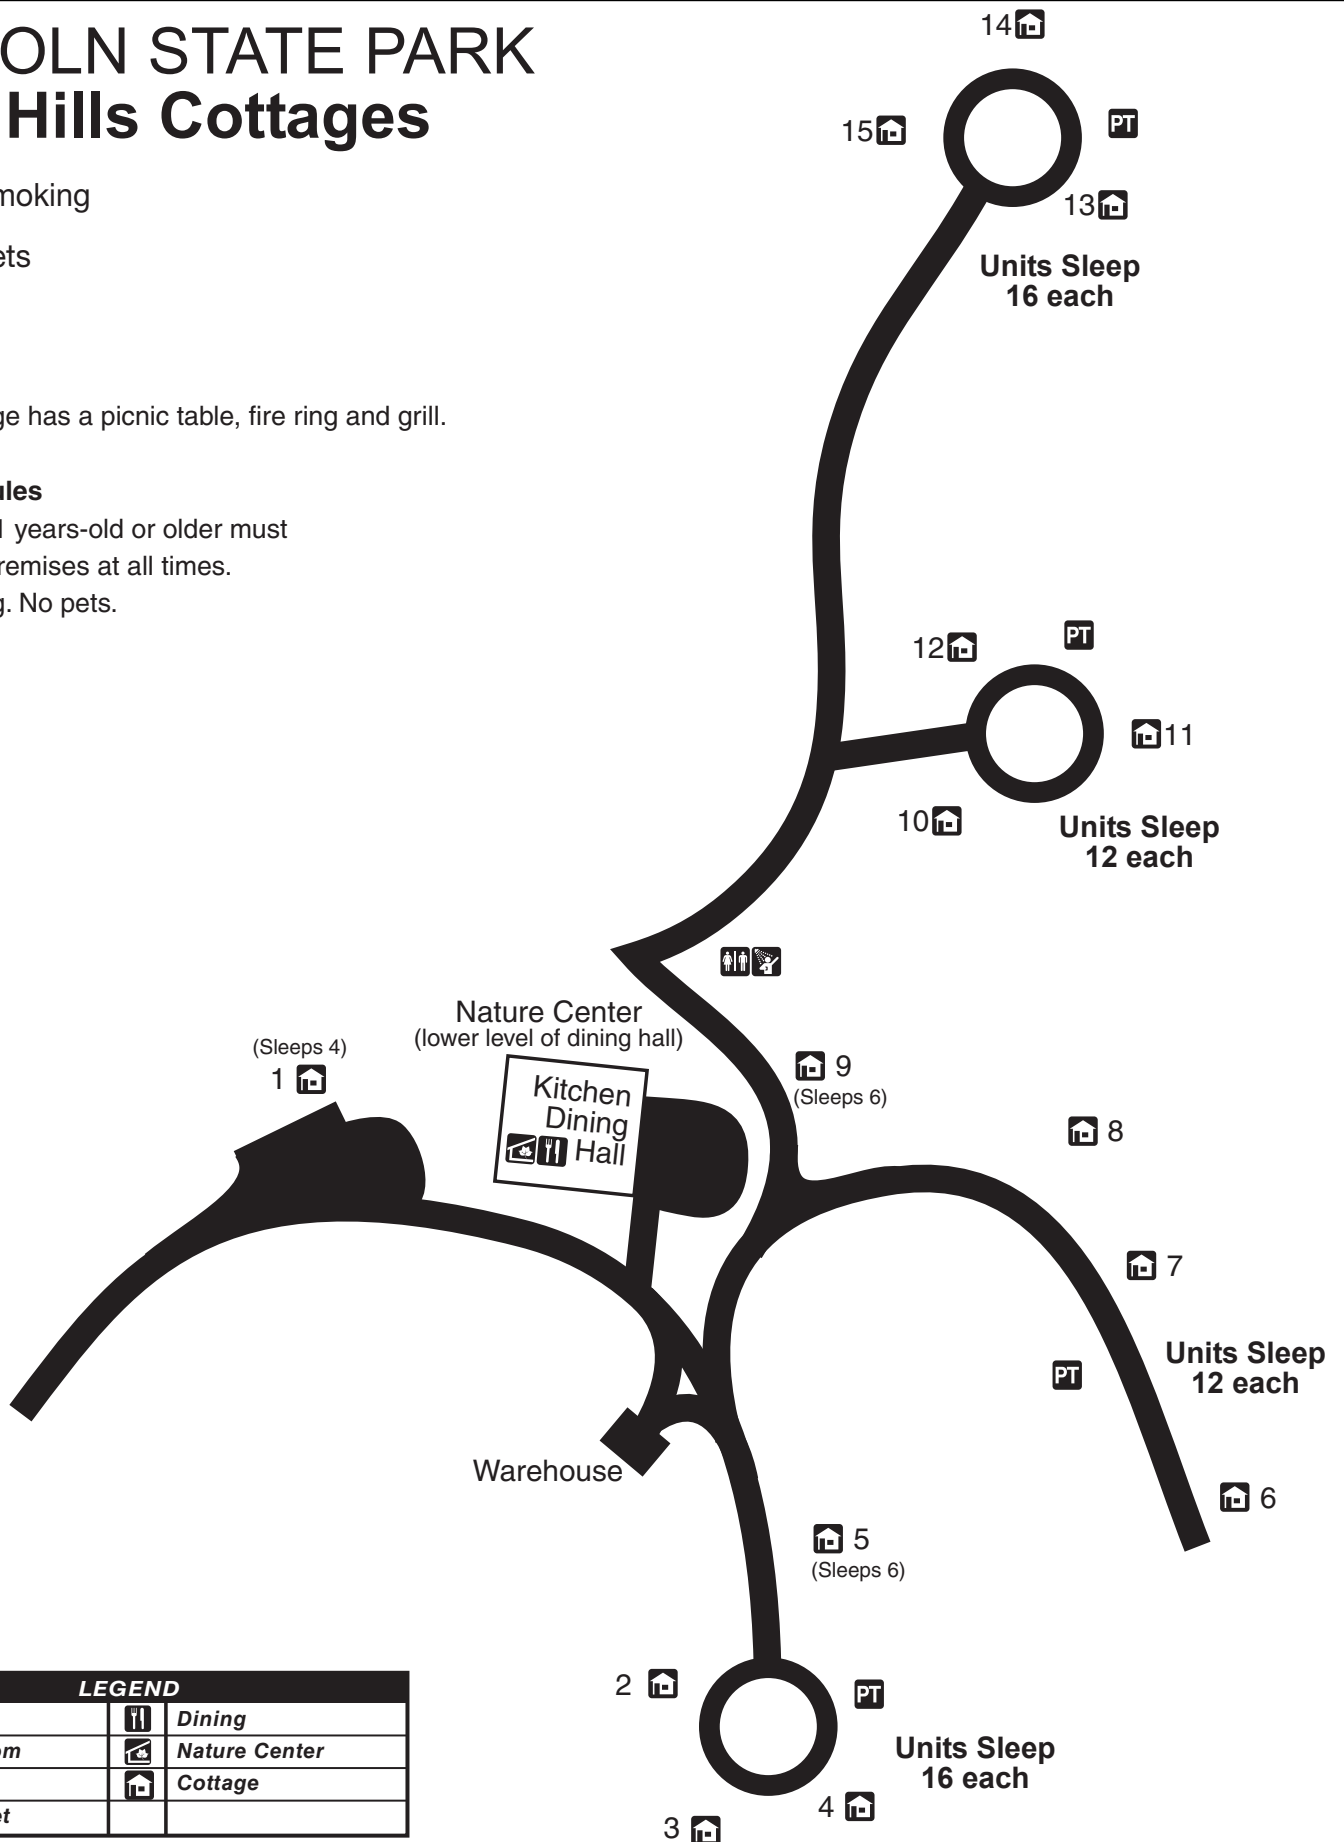 OLN STATE PARK
Hills Cottages
moking
ets
ge has a picnic table, fire ring and grill.
ules
1 years-old or older must
remises at all times.
g. No pets.
14
15
PT
13
Units Sleep
16 each
12
PT
11
10
Units Sleep
12 each
Nature Center
(lower level of dining hall)
Kitchen
Dining
Hall
(Sleeps 4)
1
9
(Sleeps 6)
8
7
Units Sleep
12 each
PT
6
Warehouse
5
(Sleeps 6)
2
PT
Units Sleep
16 each
4
3
LEGEND
Dining
om
Nature Center
Cottage
et